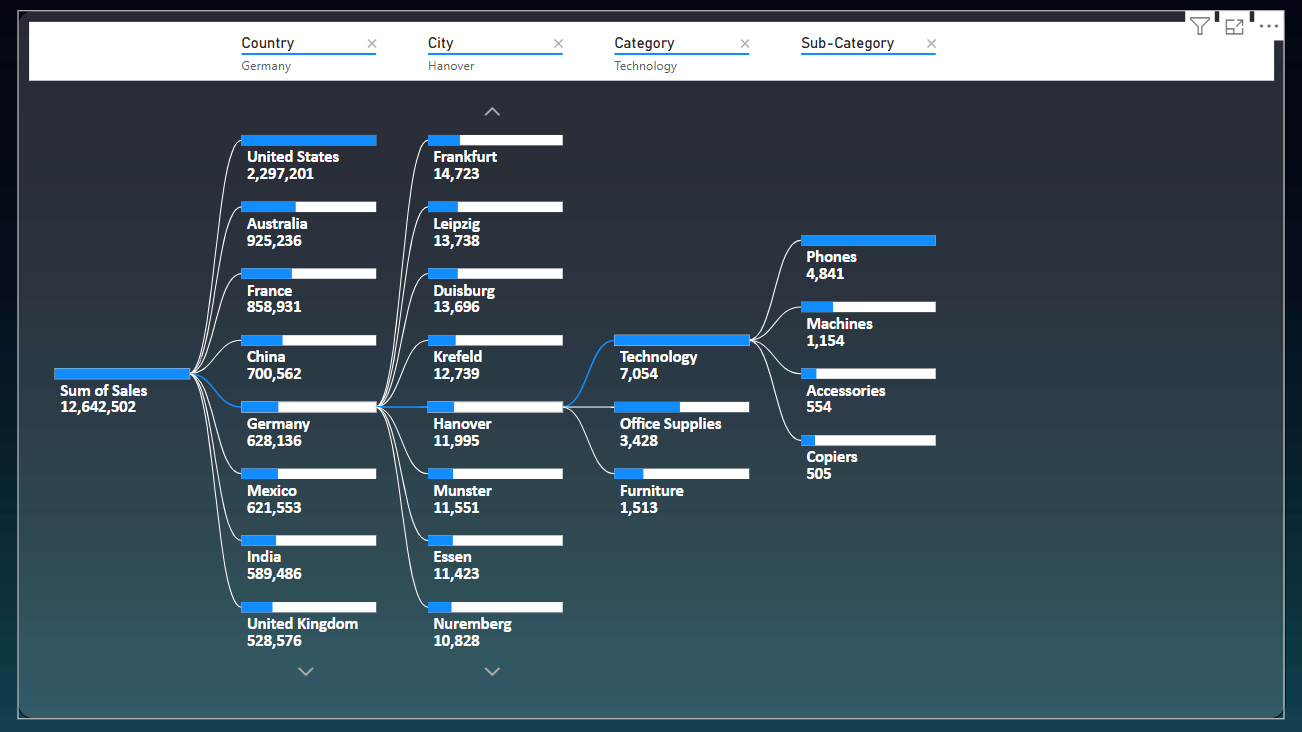 Country
Germany
City
Hanover
Category
Technology
Sub-Category
Sum of Sales
12,642,502
United States
2,297,201
Australia
925,236
France
858,931
China
700,562
Germany
628,136
Mexico
621,553
India
589,486
United Kingdom
528,576
Frankfurt
14,723
Leipzig
13,738
Duisburg
13,696
Krefeld
12,739
Hanover
11,995
Munster
11,551
Essen
11,423
Nuremberg
10,828
Technology
7,054
Office Supplies
3,428
Furniture
1,513
Phones
4,841
Machines
1,154
Accessories
554
Copiers
505